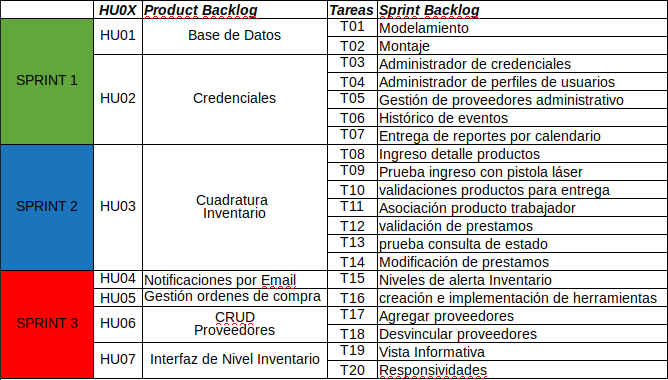 HU0X Product Backlog Tareas Sprint Backlog
SPRINT 1
HU01 Base de Datos
T01 Modelamiento
T02 Montaje
HU02 Credenciales
T03 Administrador de credenciales
T04 Administrador de perfiles de usuarios
T05 Gestión de proveedores administrativo
T06 Histórico de eventos
T07 Entrega de reportes por calendario
SPRINT 2
HU03 Cuadratura
Inventario
T08 Ingreso detalle productos
T09 Prueba ingreso con pistola láser
T10 validaciones productos para entrega
T11 Asociación producto trabajador
T12 validación de prestamos
T13 prueba consulta de estado
T14 Modificación de prestamos
SPRINT 3
HU04 Notificaciones por Email T15 Niveles de alerta Inventario
HU05 Gestión ordenes de compra T16 creación e implementación de herramientas
HU06 CRUD
Proveedores
T17 Agregar proveedores
T18 Desvincular proveedores
HU07 Interfaz de Nivel Inventario
T19 Vista Informativa
T20 Responsividades